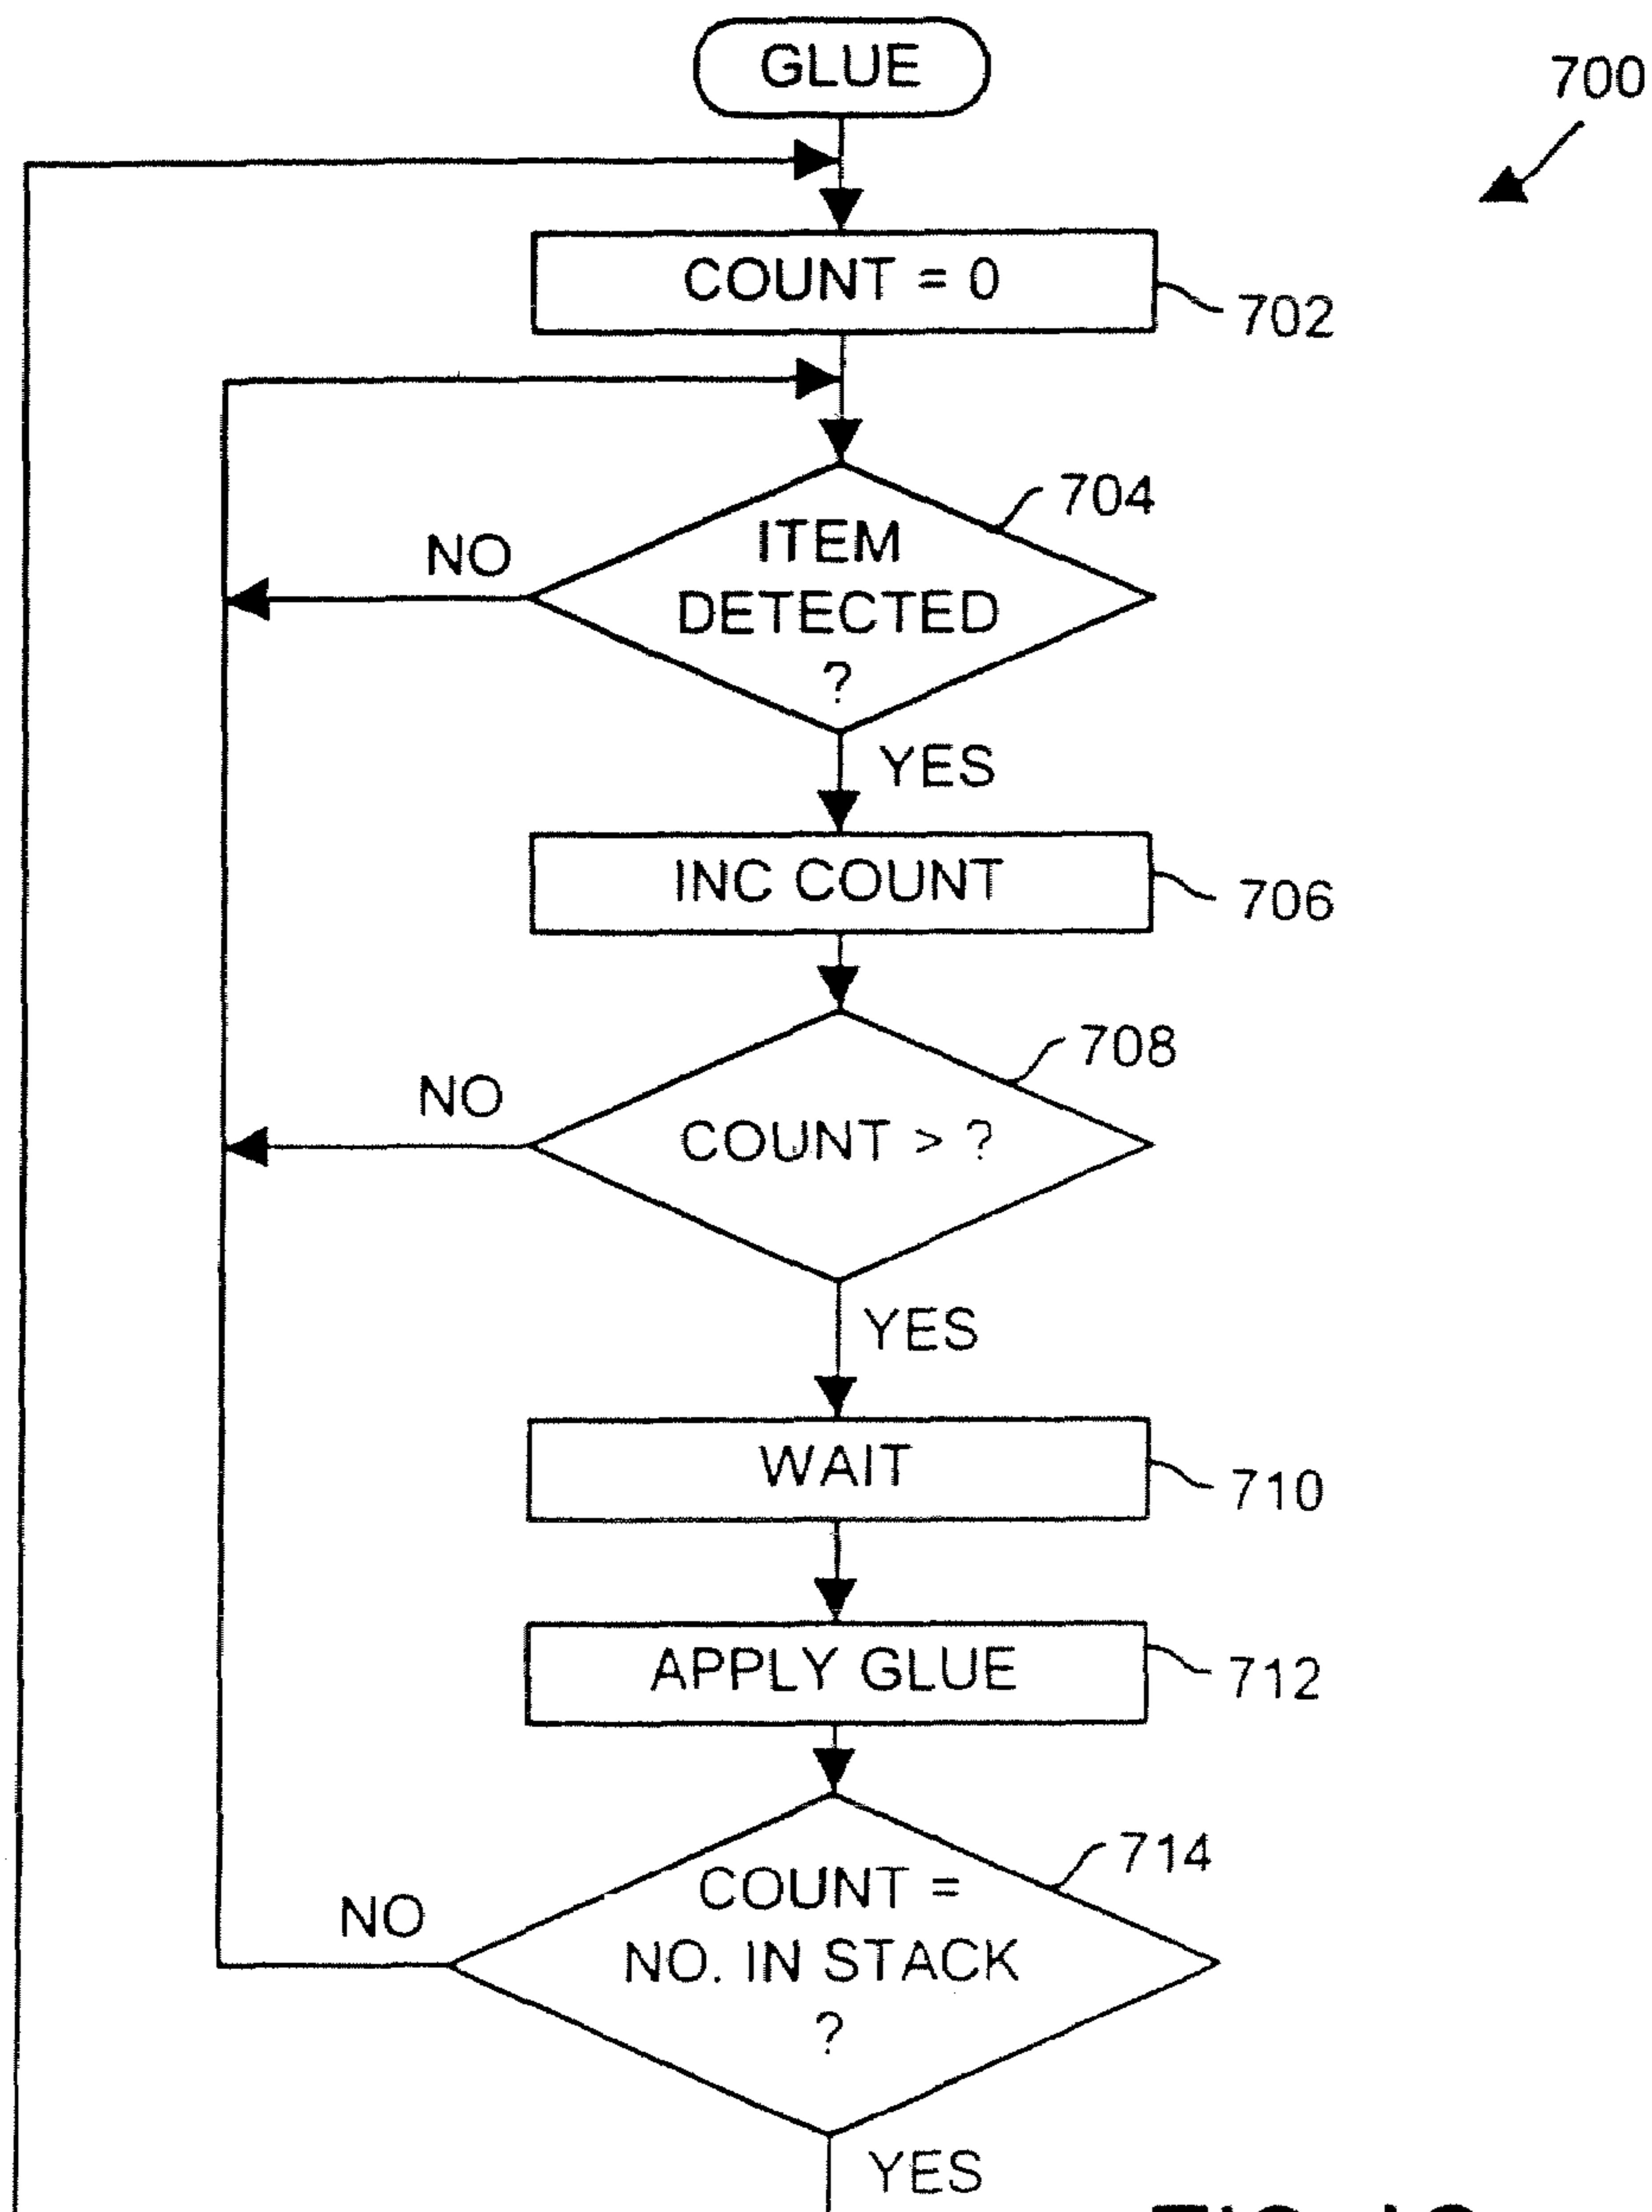 GLUE
700
COUNT = 0
702
704
ITEM
DETECTED
?
NO
YES
INC COUNT
706
708
NO
COUNT > ?
YES
WAIT
710
APPLY GLUE
712
714
COUNT =
NO. IN STACK
?
NO
YES